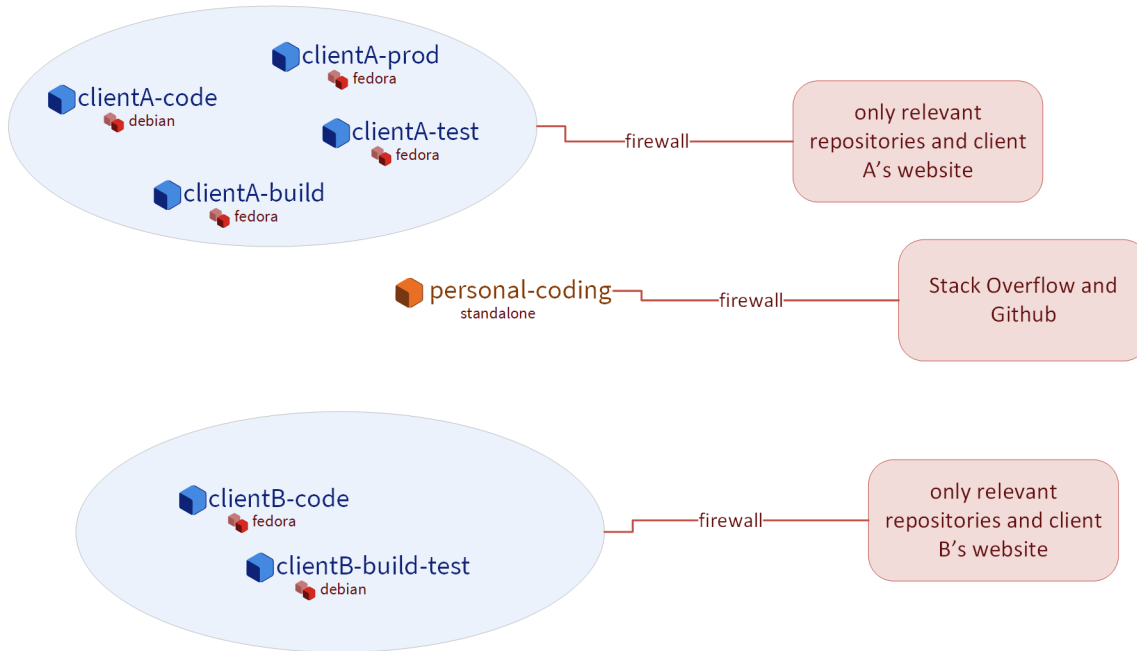 clientA-prod
fedora
clientA-code
debian
clientA-test
fedora
clientA-build
fedora
firewall
only relevant
repositories and client
A’s website
personal-coding
standalone
firewall
Stack Overflow and
Github
clientB-code
fedora
clientB-build-test
debian
firewall
only relevant
repositories and client
B’s website